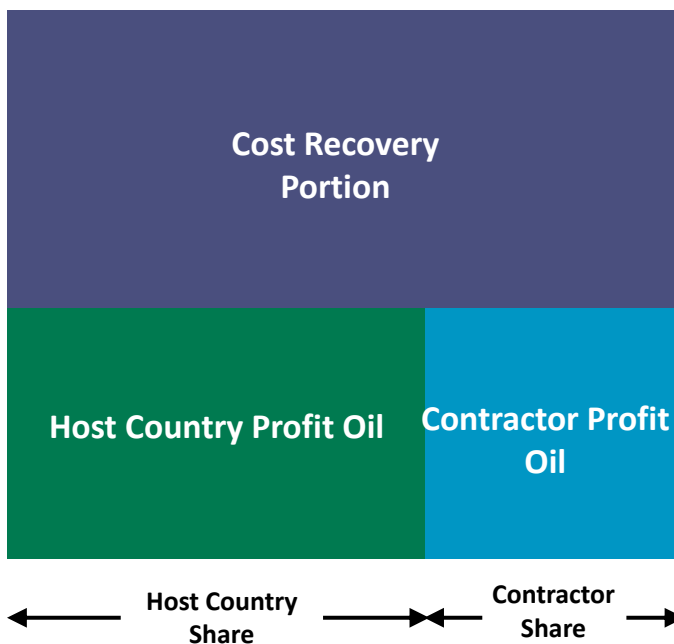 Cost Recovery
Portion
Host Country Profit Oil
Contractor Profit
Oil
Host Country
Share
Contractor
Share